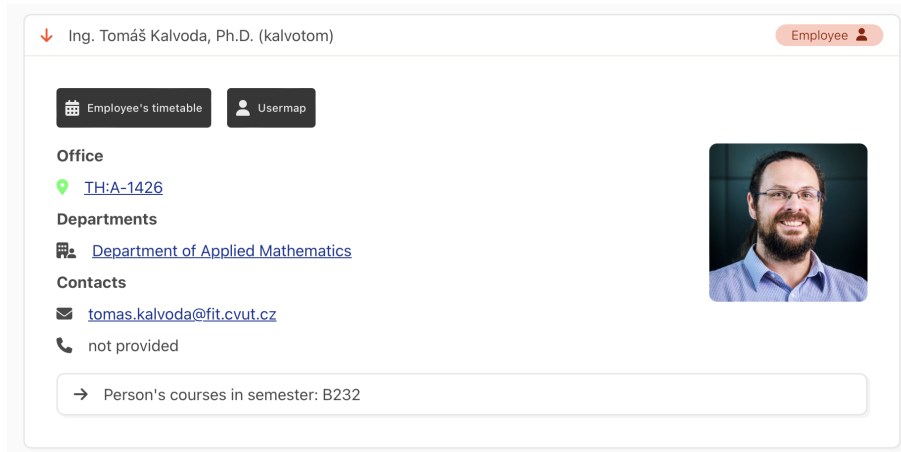 Ing. Tomáš Kalvoda, Ph.D. (kalvotom)
Employee
Employee's timetable
Usermap
Office
TH:A-1426
Departments
Department of Applied Mathematics
Contacts
tomas.kalvoda@fit.cvut.cz
not provided
Person's courses in semester: B232